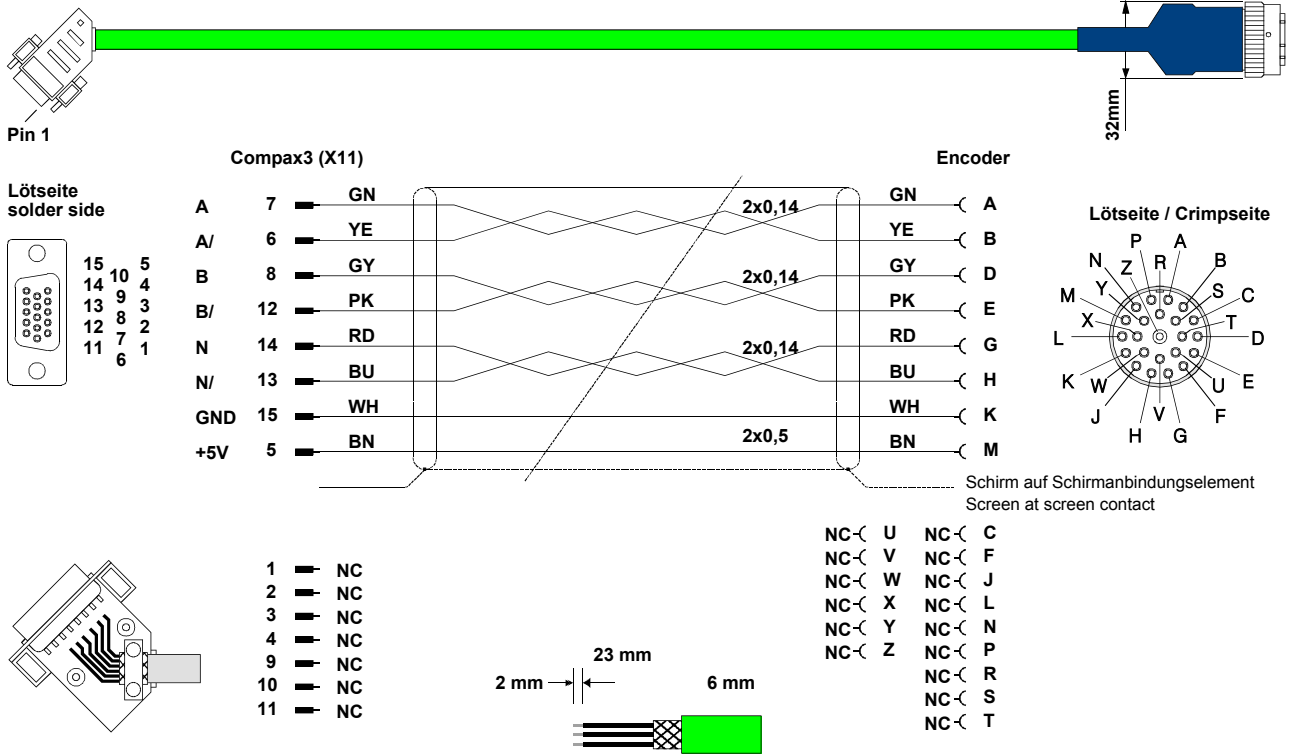 Pin 1
32mm
Compax3 (X11)
Encoder
Lötseite
solder side
15 10 5
14 9 4
13 8 3
12 7 2
11 6 1
A 7 GN 2x0,14 GN A
A/ 6 YE YE B
B 8 GY 2x0,14 GY D
B/ 12 PK PK E
N 14 RD 2x0,14 RD G
N/ 13 BU BU H
GND 15 WH WH K
+5V 5 BN 2x0,5 BN M
Lötseite / Crimpseite
P R A
N Z B
M Y S C
X T
L D
K W U E
J V F
H G
Schirm auf Schirmanbindungselement
Screen at screen contact
NC U NC C
NC V NC F
NC W NC J
NC X NC L
NC Y NC N
NC Z NC P
NC R
NC S
NC T
1 NC
2 NC
3 NC
4 NC
9 NC
10 NC
11 NC
23 mm
2 mm 6 mm